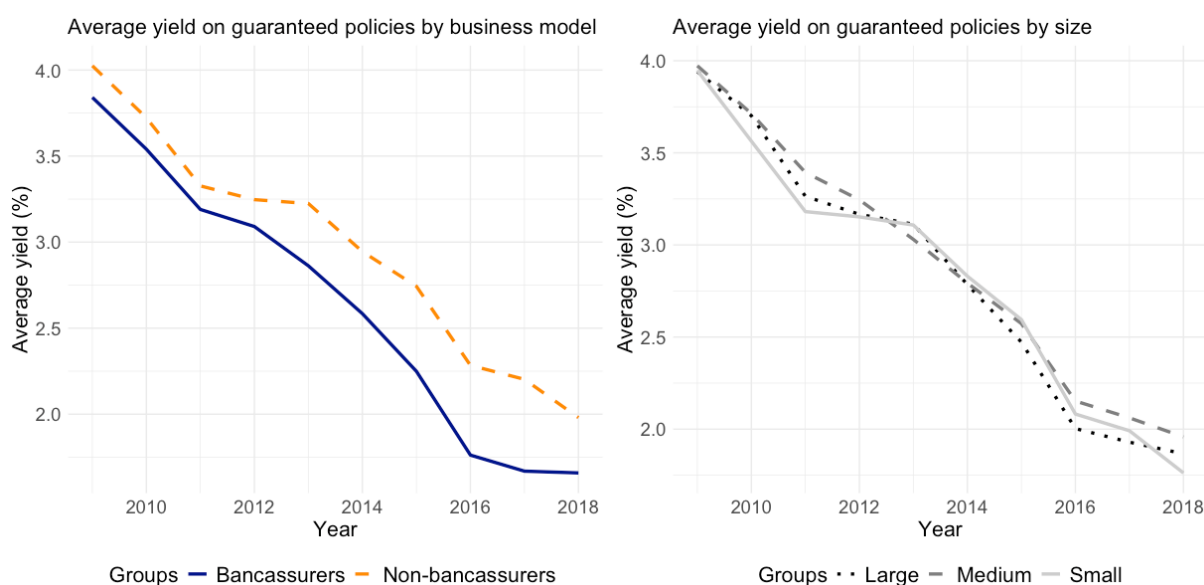 Average yield on guaranteed policies by business model
Average yield (%)
4.0
3.5
3.0
2.5
2.0
2010 2012 2014 2016 2018
Year
Groups Bancassurers Non-bancassurers
Average yield on guaranteed policies by size
Average yield (%)
4.0
3.5
3.0
2.5
2.0
2010 2012 2014 2016 2018
Year
Groups Large Medium Small